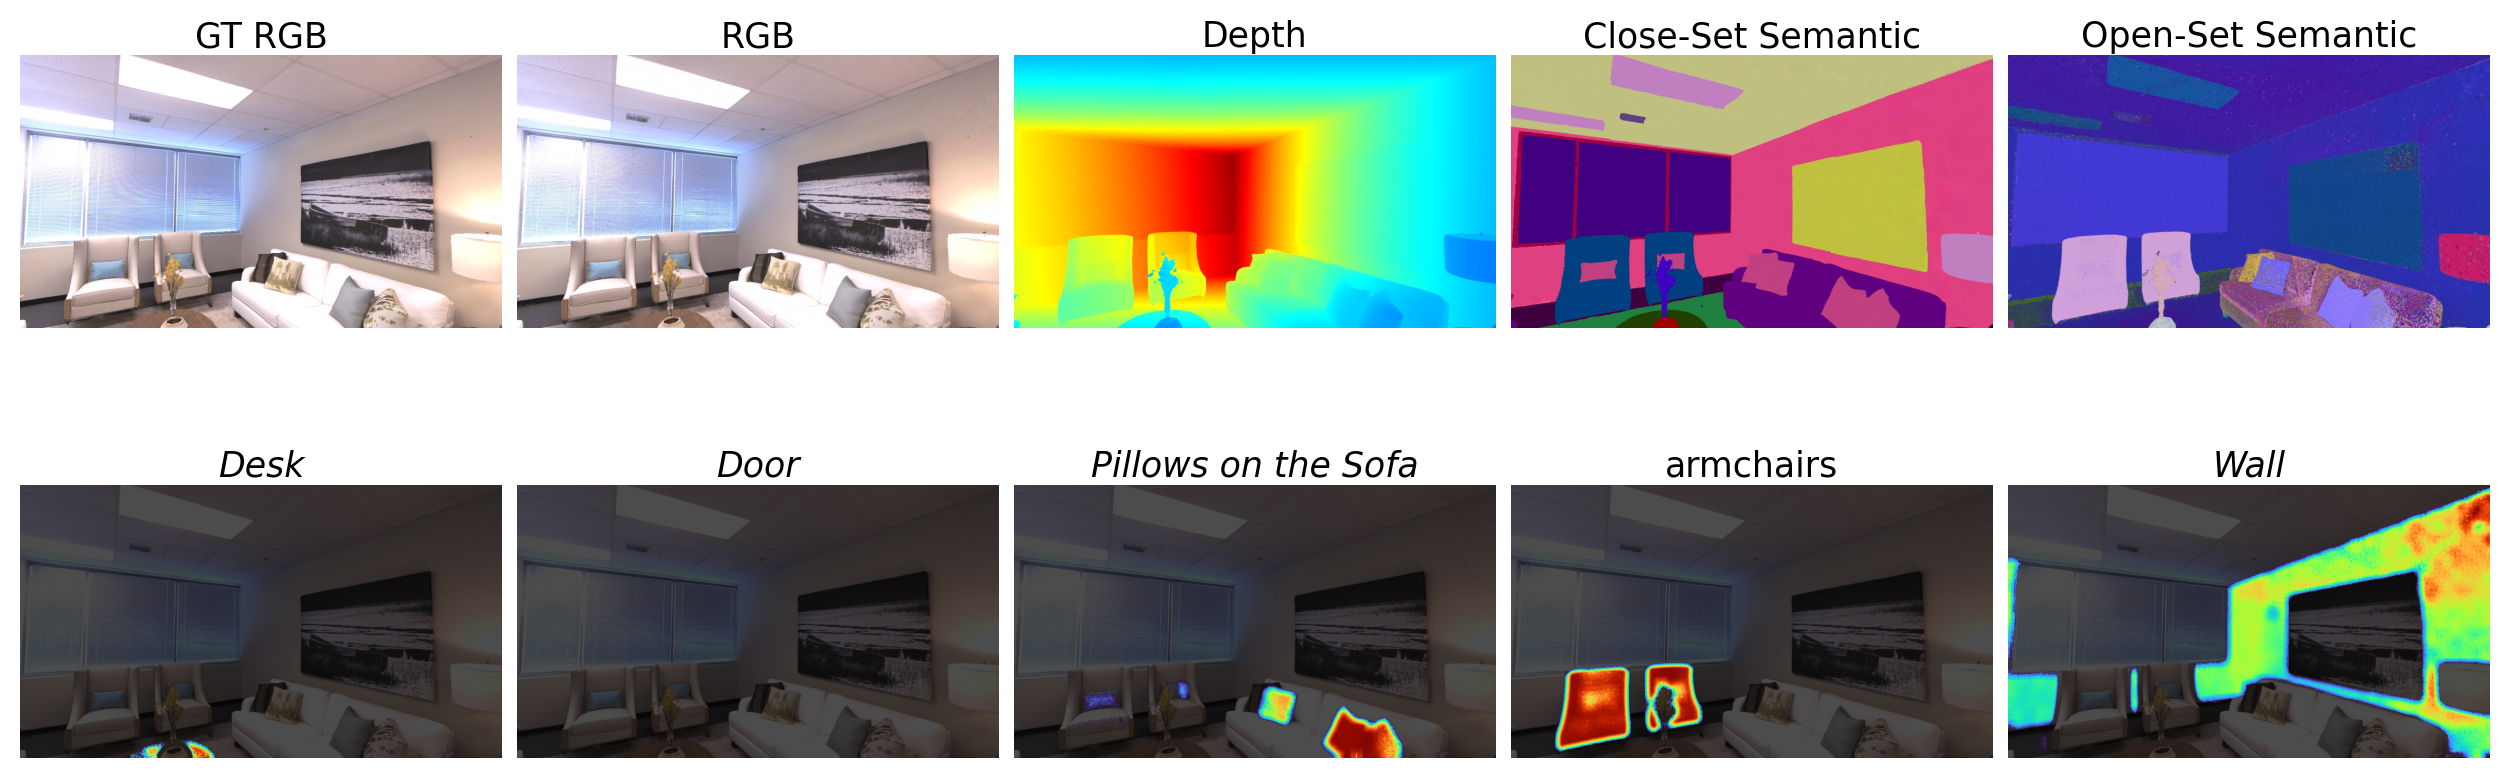 GT RGB
RGB
Depth
Close-Set Semantic
Open-Set Semantic
Desk
Door
Pillows on the Sofa
armchairs
Wall